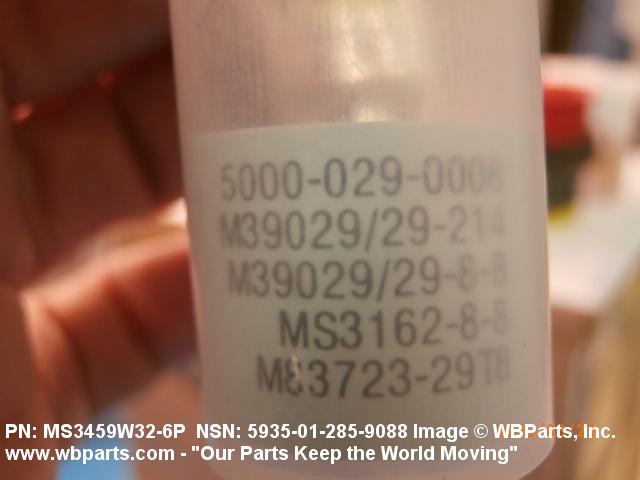 5000-029-0006
M39029/29-214
M39029/29-8-8
MS3162-8-8
M83723-29T8
PN: MS3459W32-6P NSN: 5935-01-285-9088 Image © WBParts, Inc.
www.wbparts.com - "Our Parts Keep the World Moving"